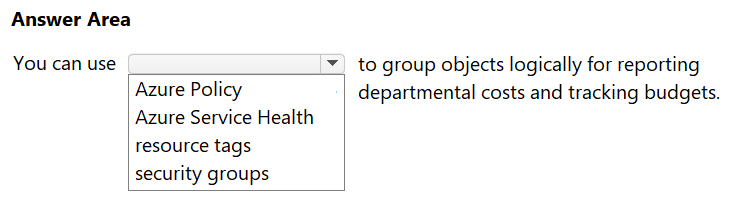 Answer Area
You can use to group objects logically for reporting
departmental costs and tracking budgets.
Azure Policy
Azure Service Health
resource tags
security groups